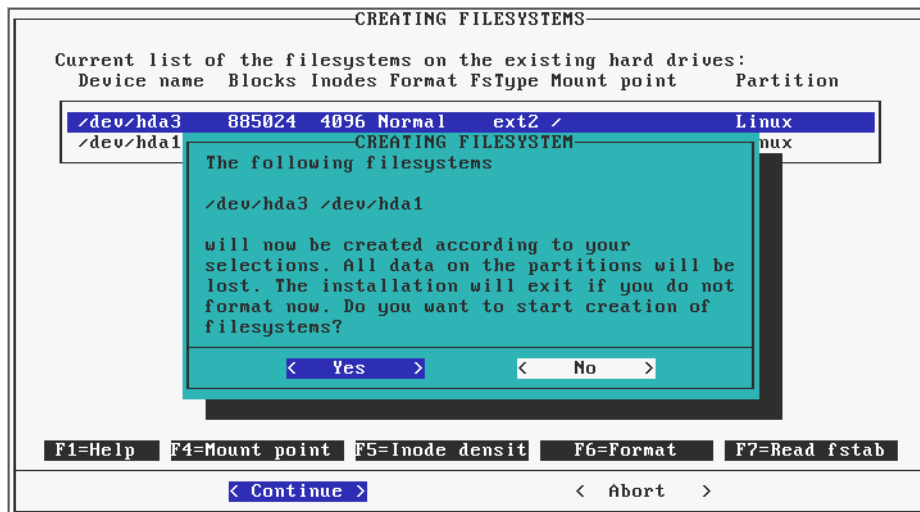 CREATING FILESYSTEMS
Current list of the filesystems on the existing hard drives:
Device name Blocks Inodes Format FsType Mount point Partition
/dev/hda3 885024 4096 Normal ext2 / Linux
/dev/hda1 nux
CREATING FILESYSTEM
The following filesystems
/dev/hda3 /dev/hda1
will now be created according to your
selections. All data on the partitions will be
lost. The installation will exit if you do not
format now. Do you want to start creation of
filesystems?
< Yes > < No >
F1=Help F4=Mount point F5=Inode densit F6=Format F7=Read fstab
< Continue > < Abort >